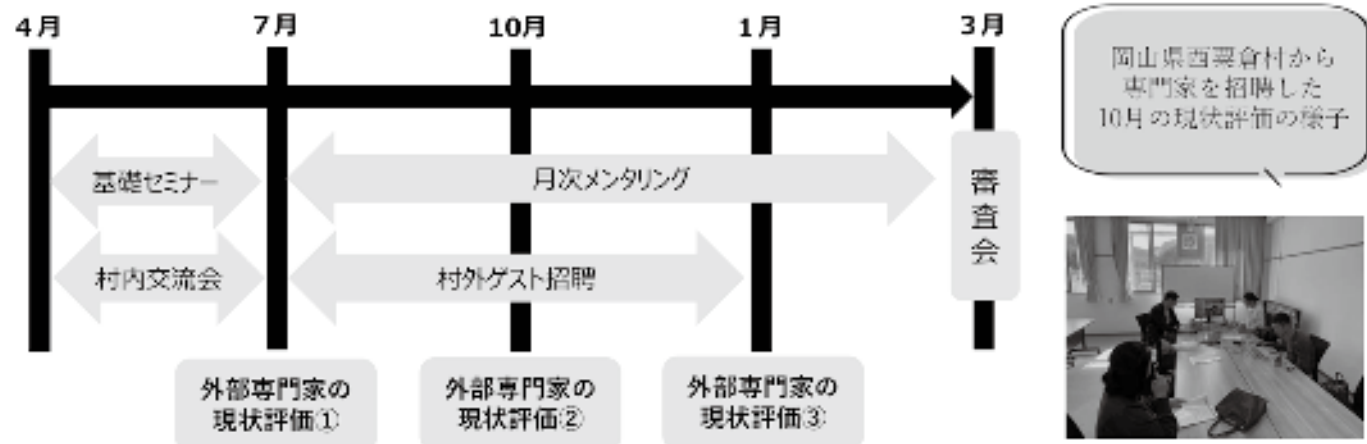 4月
7月
10月
1月
3月
岡山県西粟倉村から
専門家を招聘した
10月の現状評価の様子
基礎セミナー
月次メンタリング
審査会
村内交流会
村外ゲスト招聘
外部専門家の
現状評価①
外部専門家の
現状評価②
外部専門家の
現状評価③